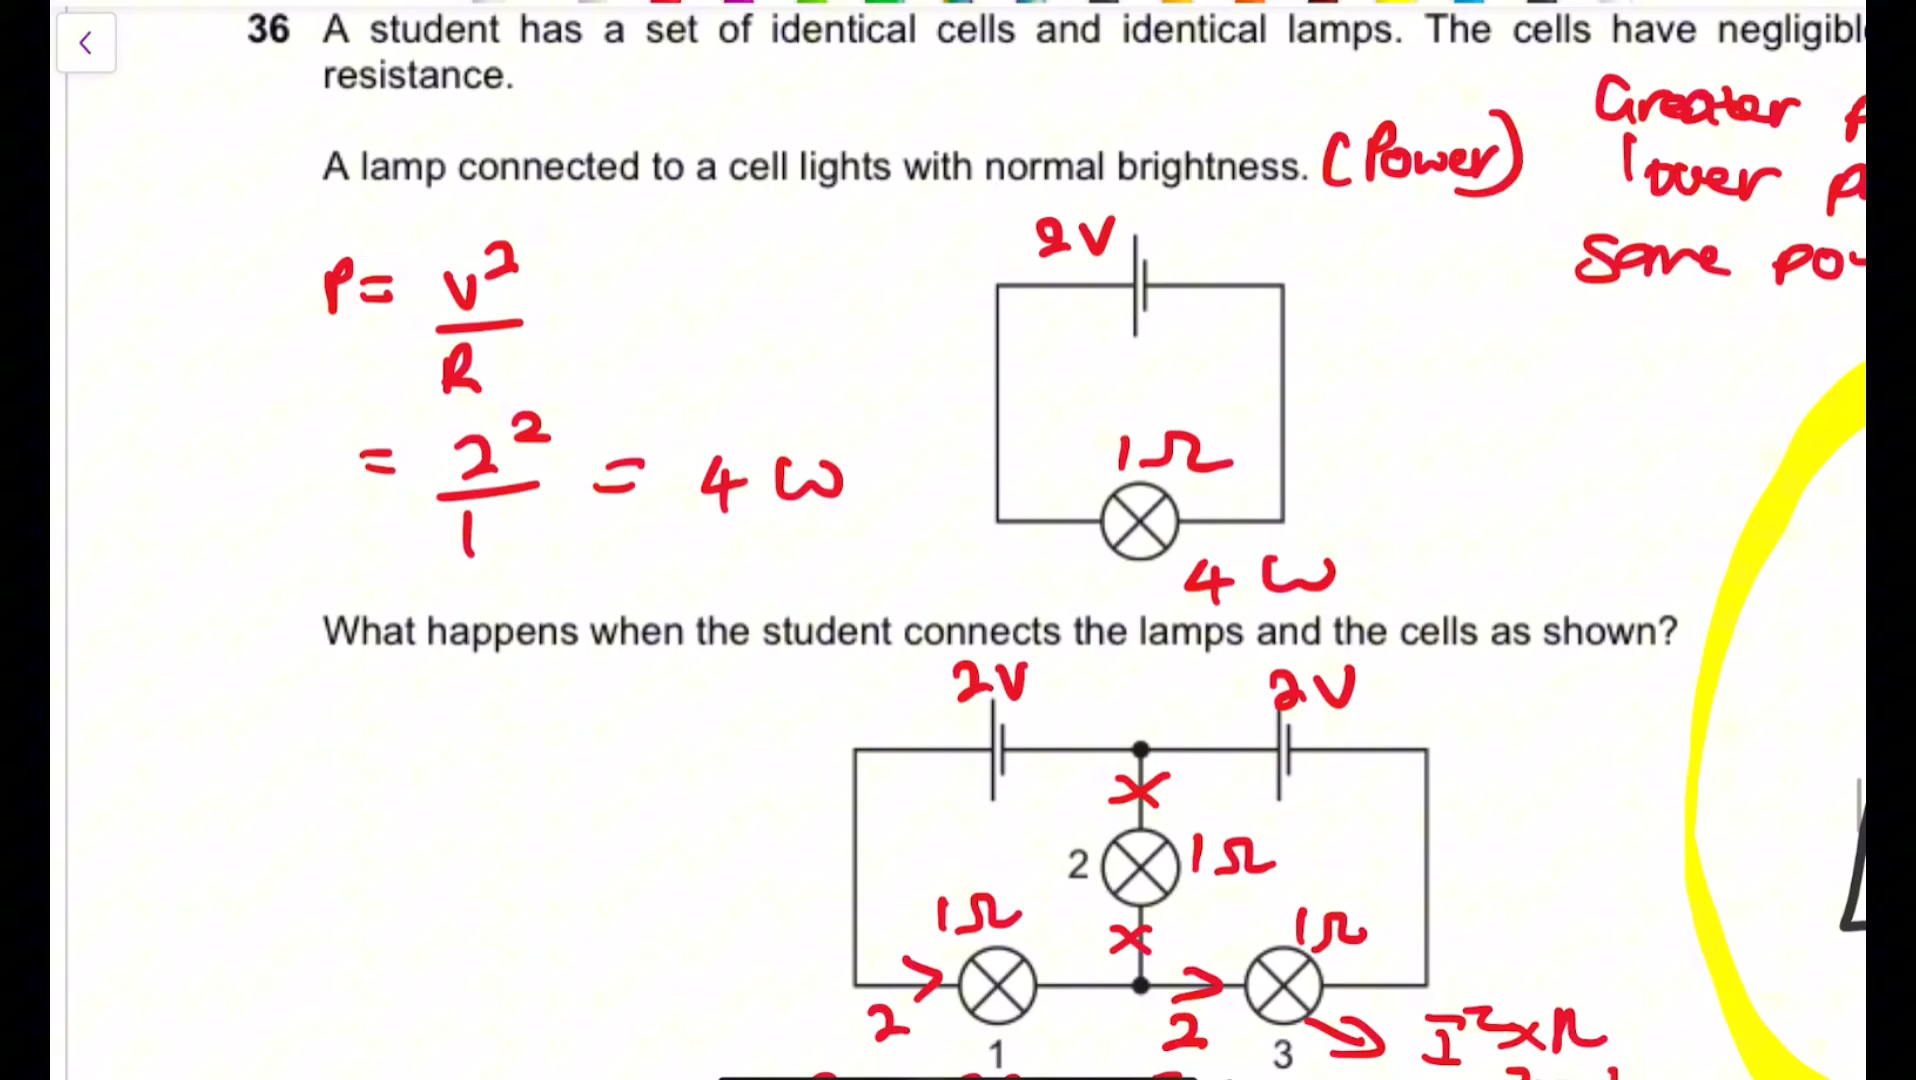 36 A student has a set of identical cells and identical lamps. The cells have
resistance.
Greater
A lamp connected to a cell lights with normal brightness. (Power)
lower
same
2V
P = V²
R
= 2² = 4 W
1
1Ω
4 W
What happens when the student connects the lamps and the cells as shown?
2V 2V
2 1Ω
1Ω 1Ω
2 2
1 3
I² x R